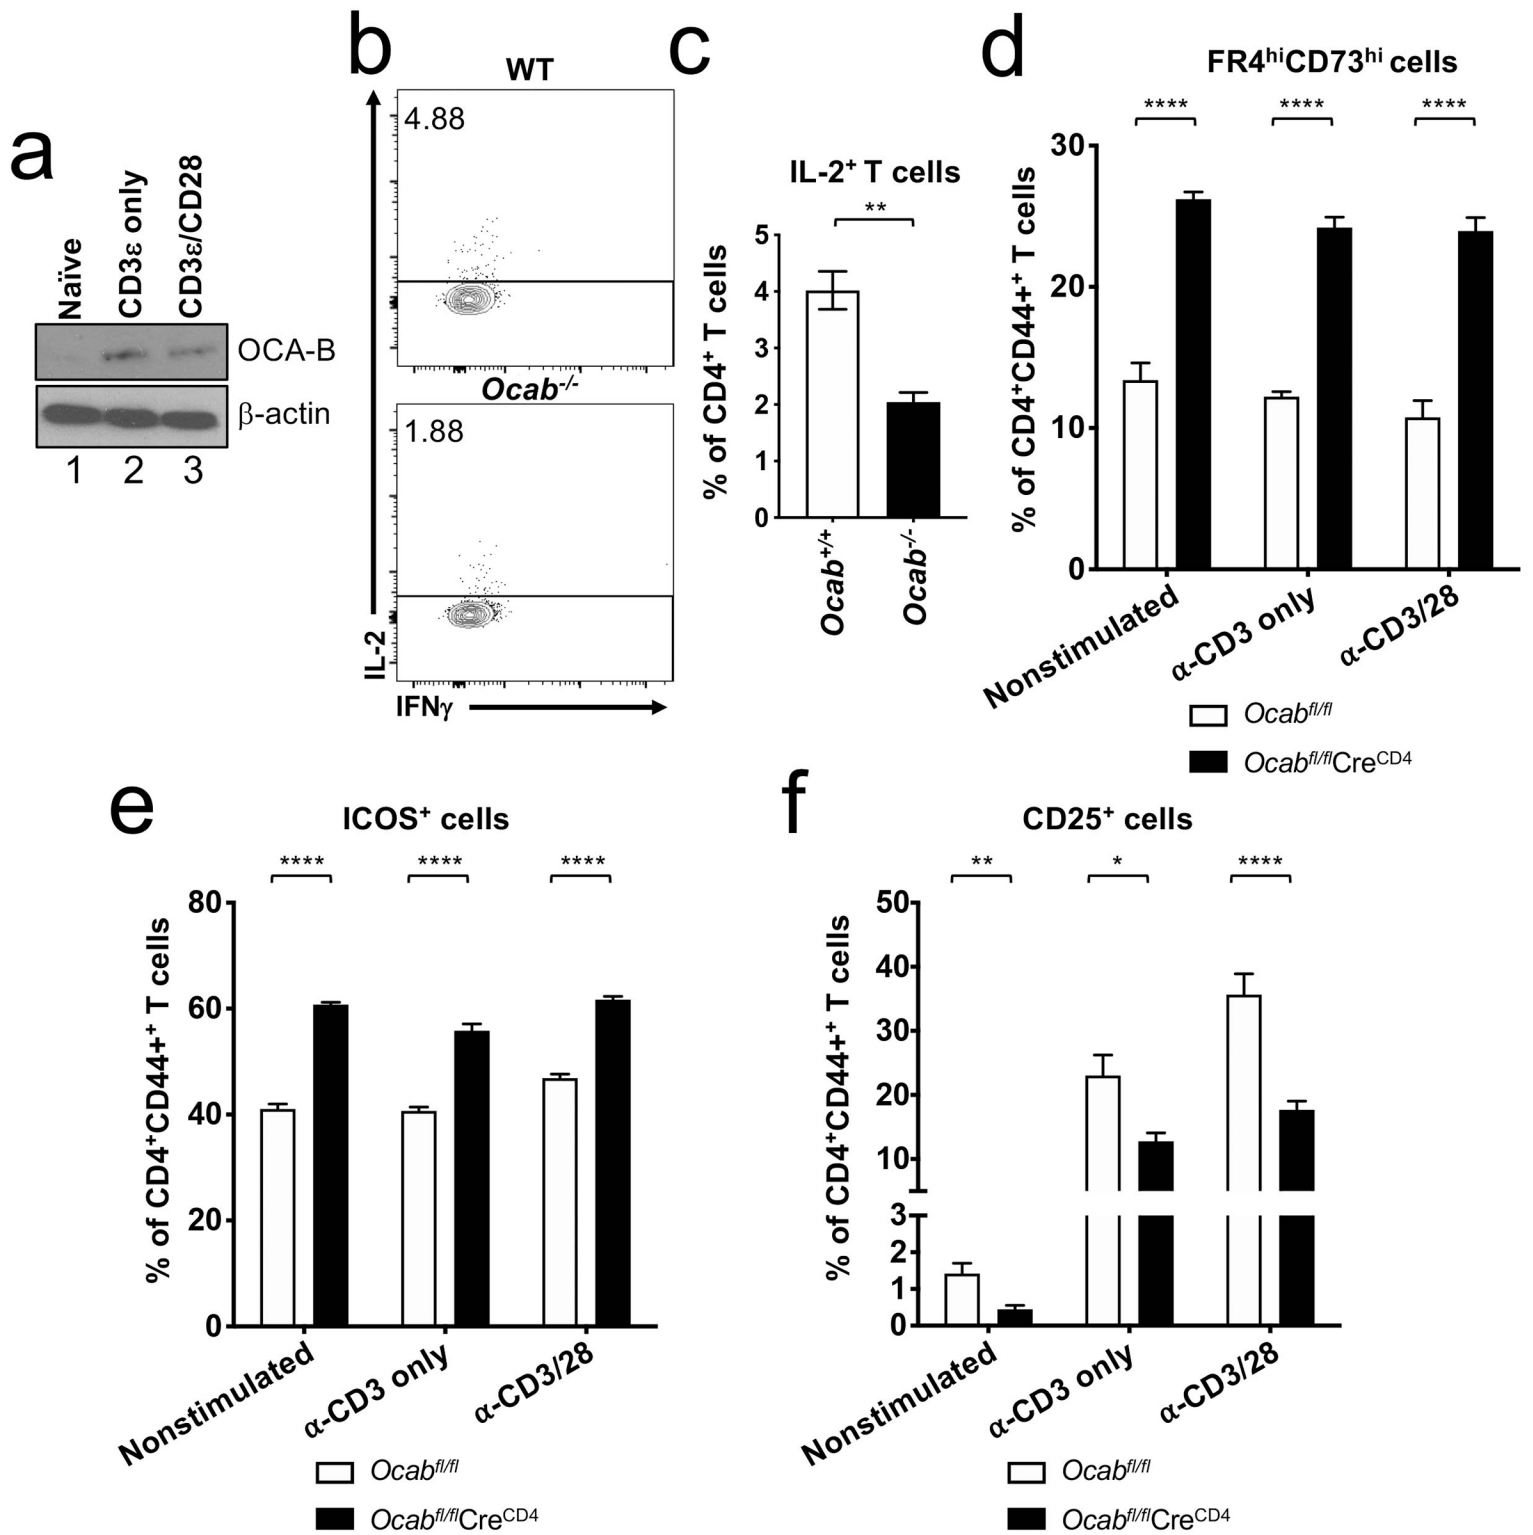 a
Naïve
CD3ε only
CD3ε/CD28
OCA-B
β-actin
1 2 3
b
WT
4.88
Ocab-/-
1.88
IL-2
IFNγ
c
IL-2+ T cells
**
% of CD4+ T cells
5
4
3
2
1
0
Ocab+/+
Ocab-/-
d
FR4hiCD73hi cells
**** **** ****
% of CD4+CD44++ T cells
30
20
10
0
Nonstimulated
α-CD3 only
α-CD3/28
Ocabfl/fl
Ocabfl/flCreCD4
e
ICOS+ cells
**** **** ****
% of CD4+CD44++ T cells
80
60
40
20
0
Nonstimulated
α-CD3 only
α-CD3/28
Ocabfl/fl
Ocabfl/flCreCD4
f
CD25+ cells
** * ****
% of CD4+CD44++ T cells
50
40
30
20
10
3
2
1
0
Nonstimulated
α-CD3 only
α-CD3/28
Ocabfl/fl
Ocabfl/flCreCD4